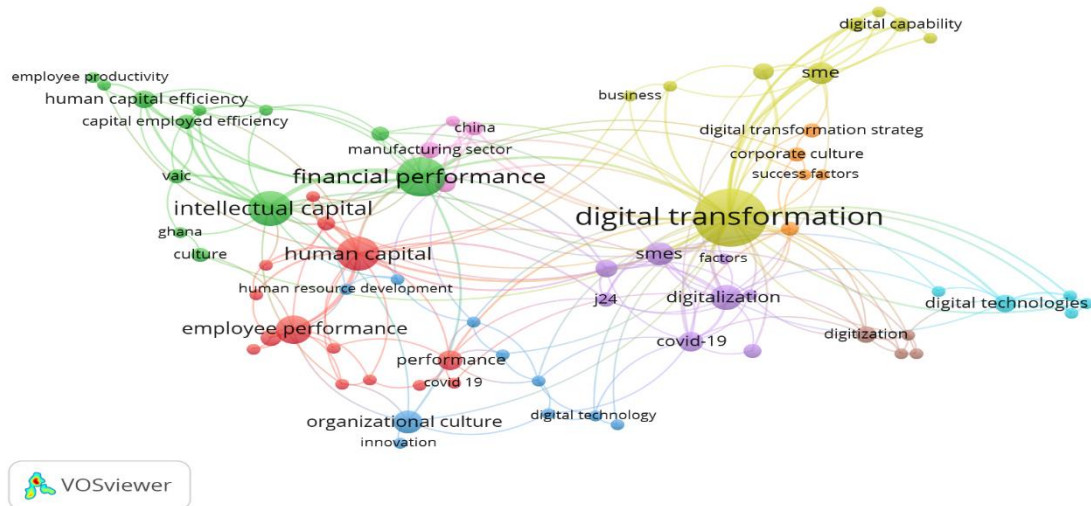 digital capability
employee productivity
sme
human capital efficiency
business
capital employed efficiency
china
digital transformation strateg
manufacturing sector
corporate culture
vaic
financial performance
success factors
intellectual capital
digital transformation
ghana
culture
human capital
smes
factors
human resource development
j24
digitalization
digital technologies
employee performance
digitization
covid-19
performance
covid 19
organizational culture
digital technology
innovation
VOSviewer